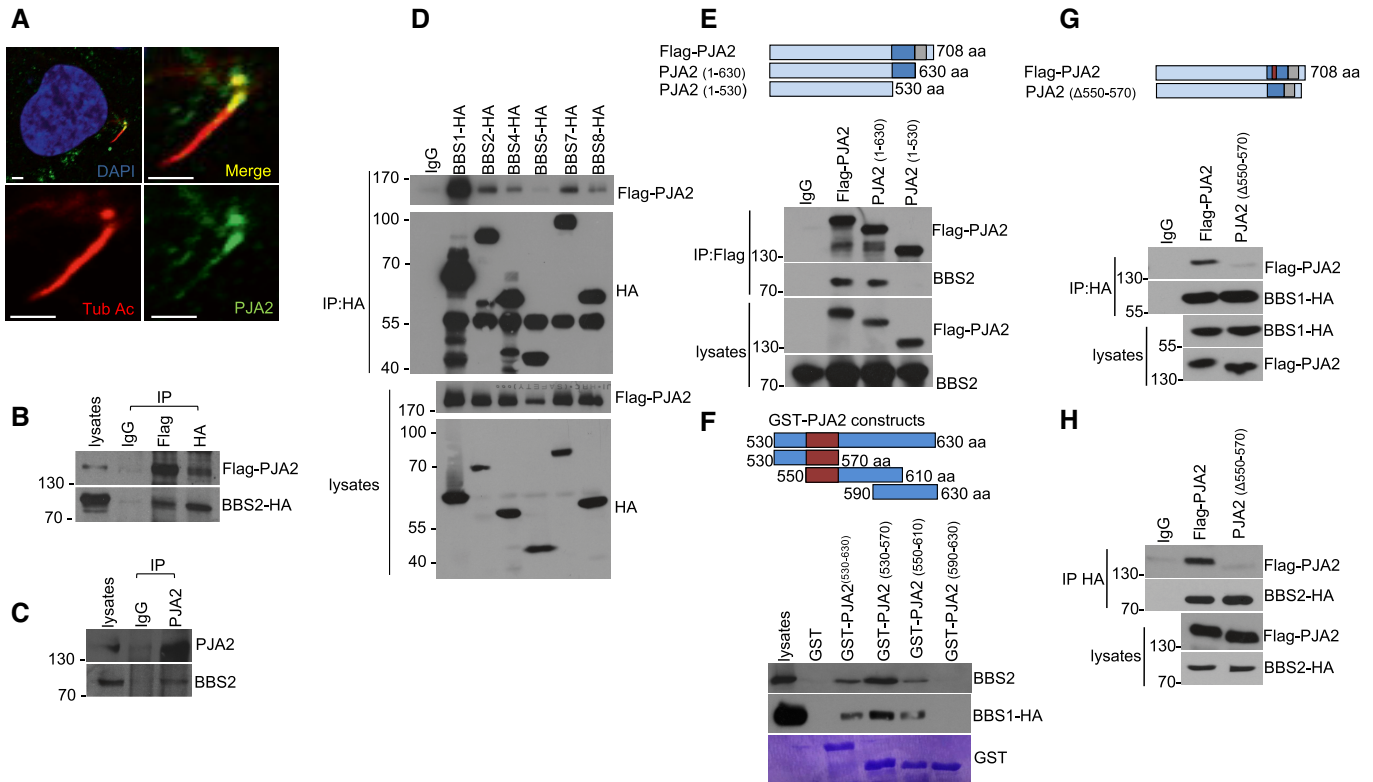 A
DAPI
Merge
Tub Ac
PJA2
B
IP
lysates
IgG
Flag
HA
Flag-PJA2
130
BBS2-HA
70
C
IP
lysates
IgG
PJA2
PJA2
130
BBS2
70
D
IgG
BBS1-HA
BBS2-HA
BBS4-HA
BBS5-HA
BBS7-HA
BBS8-HA
170
Flag-PJA2
100
70
IP:HA
HA
55
40
Flag-PJA2
170
100
70
lysates
HA
55
40
E
Flag-PJA2
708 aa
PJA2 (1-630)
630 aa
PJA2 (1-530)
530 aa
IgG
Flag-PJA2
PJA2 (1-630)
PJA2 (1-530)
Flag-PJA2
IP:Flag
130
BBS2
70
Flag-PJA2
lysates
130
BBS2
70
F
GST-PJA2 constructs
530
630 aa
530
570 aa
550
610 aa
590
630 aa
lysates
GST
GST-PJA2(530-630)
GST-PJA2 (530-570)
GST-PJA2 (550-610)
GST-PJA2 (590-630)
BBS2
BBS1-HA
GST
G
Flag-PJA2
708 aa
PJA2 (Δ550-570)
IgG
Flag-PJA2
PJA2 (Δ550-570)
Flag-PJA2
130
IP:HA
BBS1-HA
55
BBS1-HA
55
lysates
Flag-PJA2
130
H
IgG
Flag-PJA2
PJA2 (Δ550-570)
Flag-PJA2
IP HA
130
BBS2-HA
70
Flag-PJA2
130
lysates
BBS2-HA
70